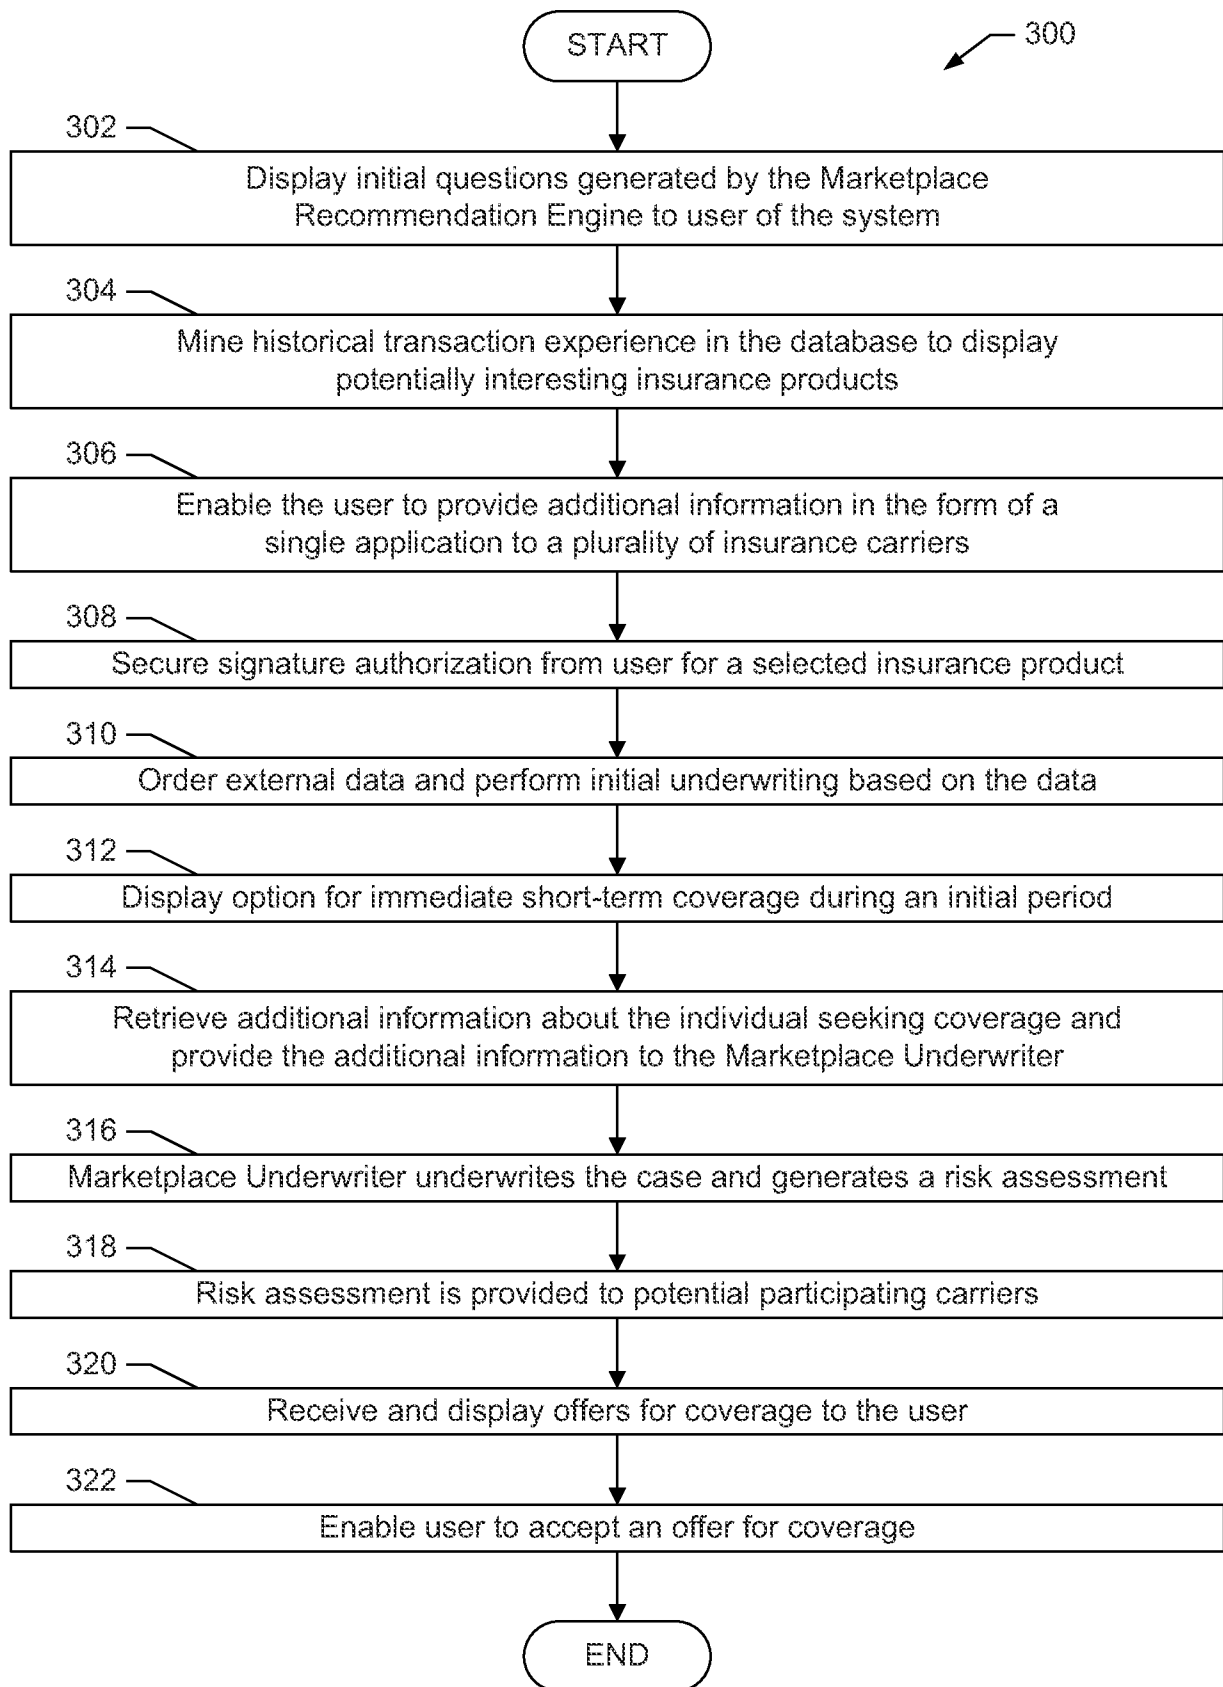 START
300
302
Display initial questions generated by the Marketplace
Recommendation Engine to user of the system
304
Mine historical transaction experience in the database to display
potentially interesting insurance products
306
Enable the user to provide additional information in the form of a
single application to a plurality of insurance carriers
308
Secure signature authorization from user for a selected insurance product
310
Order external data and perform initial underwriting based on the data
312
Display option for immediate short-term coverage during an initial period
314
Retrieve additional information about the individual seeking coverage and
provide the additional information to the Marketplace Underwriter
316
Marketplace Underwriter underwrites the case and generates a risk assessment
318
Risk assessment is provided to potential participating carriers
320
Receive and display offers for coverage to the user
322
Enable user to accept an offer for coverage
END